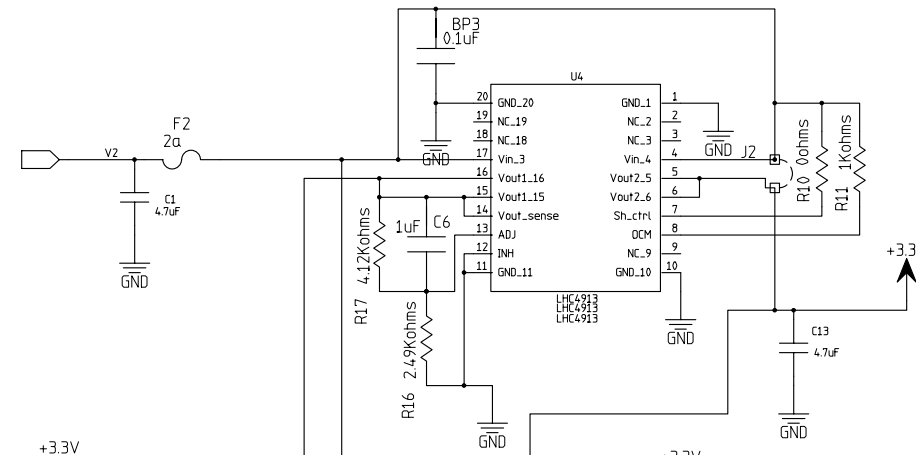 BP3
0.1uF
GND
U4
20 GND_20
19 NC_19
18 NC_18
17 Vin_3
16 Vout1_16
15 Vout1_15
14 Vout_sense
13 ADJ
12 INH
11 GND_11
GND_1 1
NC_2 2
NC_3 3
Vin_4 4
Vout2_5 5
Vout2_6 6
Sh_ctrl 7
OCM 8
NC_9 9
GND_10 10
LHC4913
LHC4913
LHC4913
F2
2a
V2
C1
4.7uF
GND
R17 4.12Kohms
1uF C6
R16 2.49Kohms
GND
GND
J2
R10 0ohms
R11 1Kohms
GND
+3.3
C13
4.7uF
GND
+3.3V